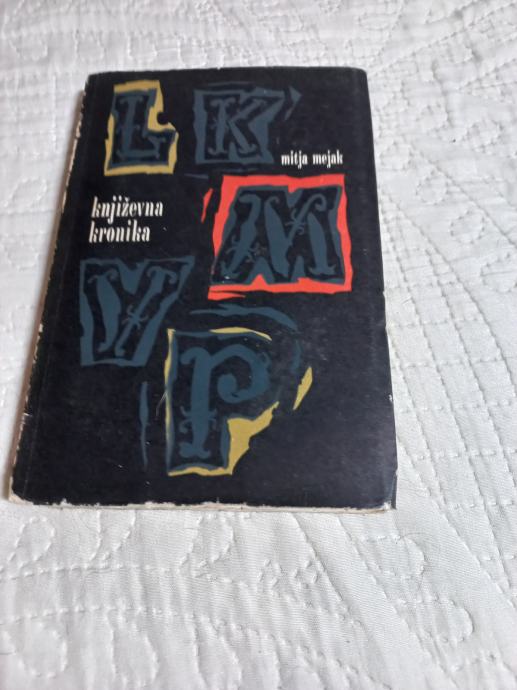 L K
mitja mejak
književna
kronika
M
V
P